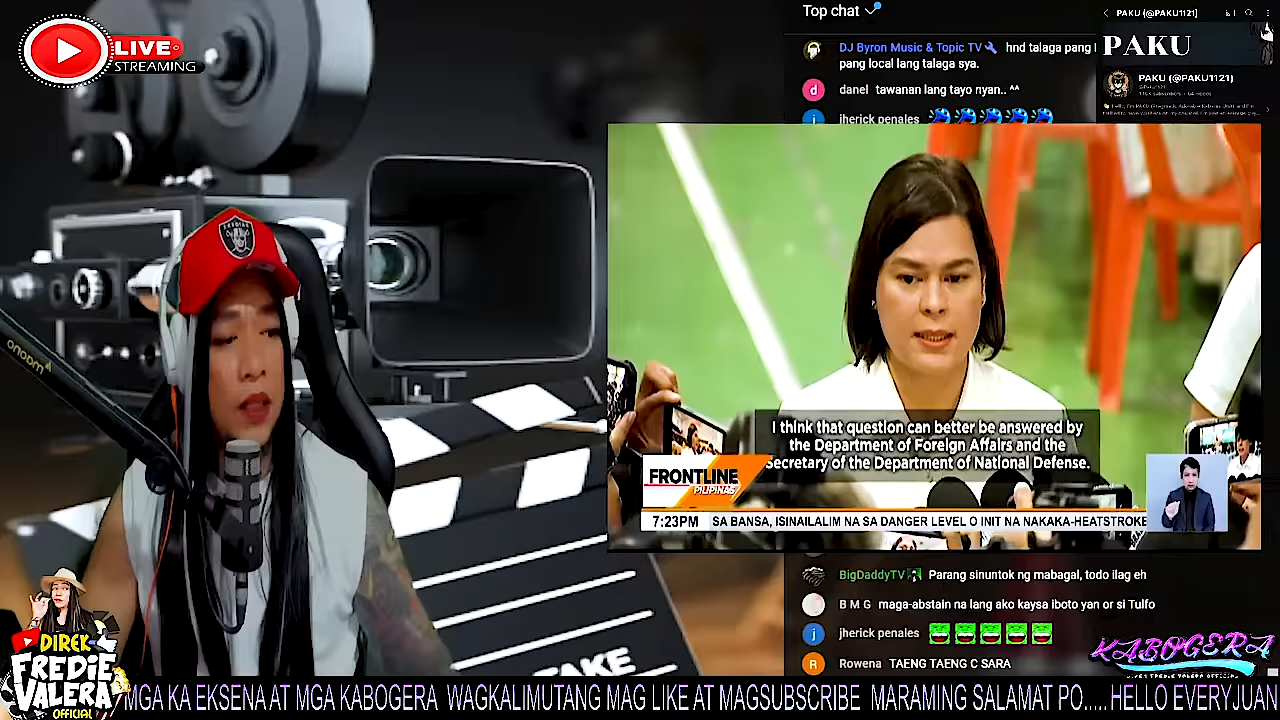 LIVE
STREAMING
Top chat
DJ Byron Music & Topic TV hnd talaga pang l
pang local lang talaga sya.
danel tawanan lang tayo nyan.. ^^
jherick penales
PAKU (@PAKU1121)
PAKU
PAKU (@PAKU1121)
I think that question can better be answered by
the Department of Foreign Affairs and the
Secretary of the Department of National Defense.
FRONTLINE
PILIPINAS
7:23PM SA BANSA, ISINAILALIM NA SA DANGER LEVEL O INIT NA NAKAKA-HEATSTROKE
BigDaddyTV Parang sinuntok ng mabagal, todo ilag eh
B M G maga-abstain na lang ako kaysa iboto yan or si Tulfo
jherick penales
Rowena TAENG TAENG C SARA
maono
RAIDERS
TAKE
DIREK
FREDIE
VALERA
OFFICIAL
KABOGERA
MGA KA EKSENA AT MGA KABOGERA WAGKALIMUTANG MAG LIKE AT MAGSUBSCRIBE MARAMING SALAMAT PO.....HELLO EVERYJUAN